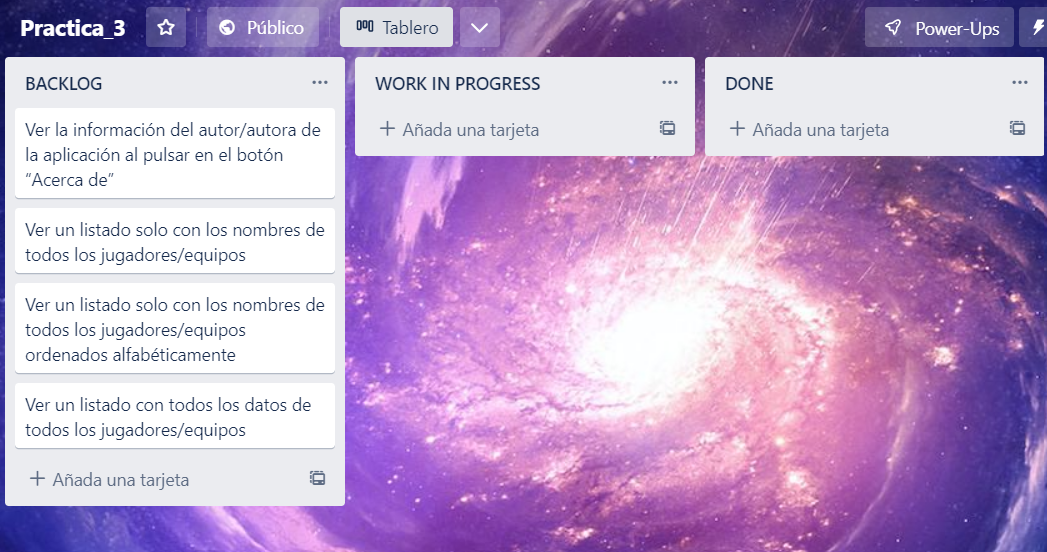 Practica_3
Público
Tablero
Power-Ups
BACKLOG
Ver la información del autor/autora de
la aplicación al pulsar en el botón
“Acerca de”
Ver un listado solo con los nombres de
todos los jugadores/equipos
Ver un listado solo con los nombres de
todos los jugadores/equipos
ordenados alfabéticamente
Ver un listado con todos los datos de
todos los jugadores/equipos
Añada una tarjeta
WORK IN PROGRESS
Añada una tarjeta
DONE
Añada una tarjeta